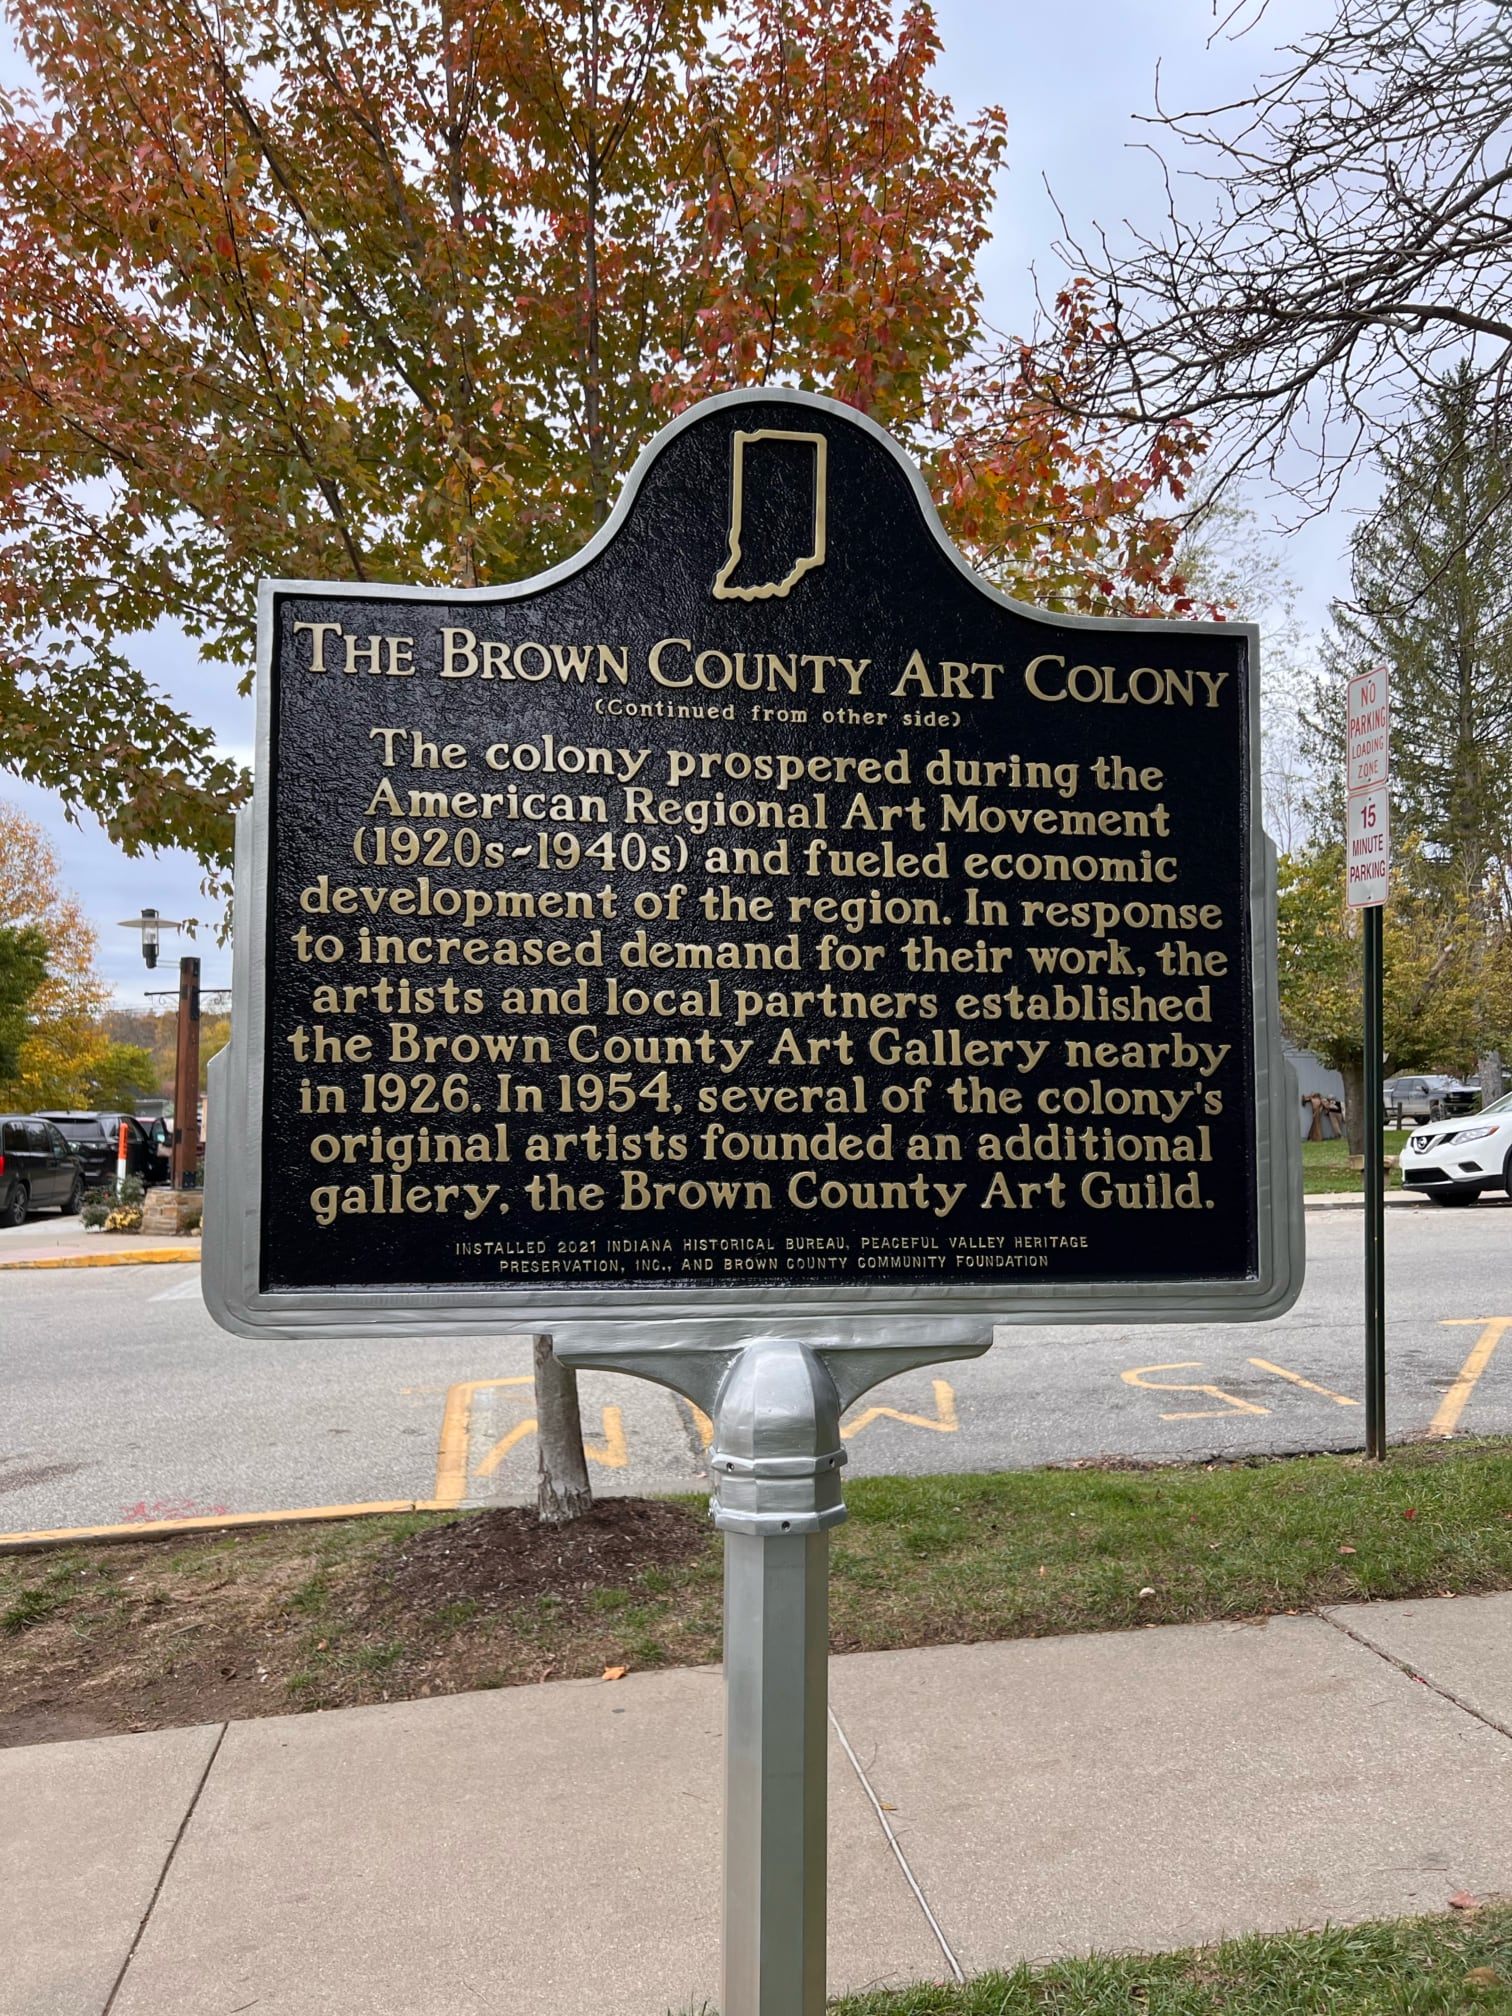 THE BROWN COUNTY ART COLONY
(Continued from other side)
The colony prospered during the
American Regional Art Movement
(1920s~1940s) and fueled economic
development of the region. In response
to increased demand for their work, the
artists and local partners established
the Brown County Art Gallery nearby
in 1926. In 1954, several of the colony's
original artists founded an additional
gallery, the Brown County Art Guild.
INSTALLED 2021 INDIANA HISTORICAL BUREAU, PEACEFUL VALLEY HERITAGE
PRESERVATION, INC., AND BROWN COUNTY COMMUNITY FOUNDATION
NO
PARKING
LOADING
ZONE
15
MINUTE
PARKING
15